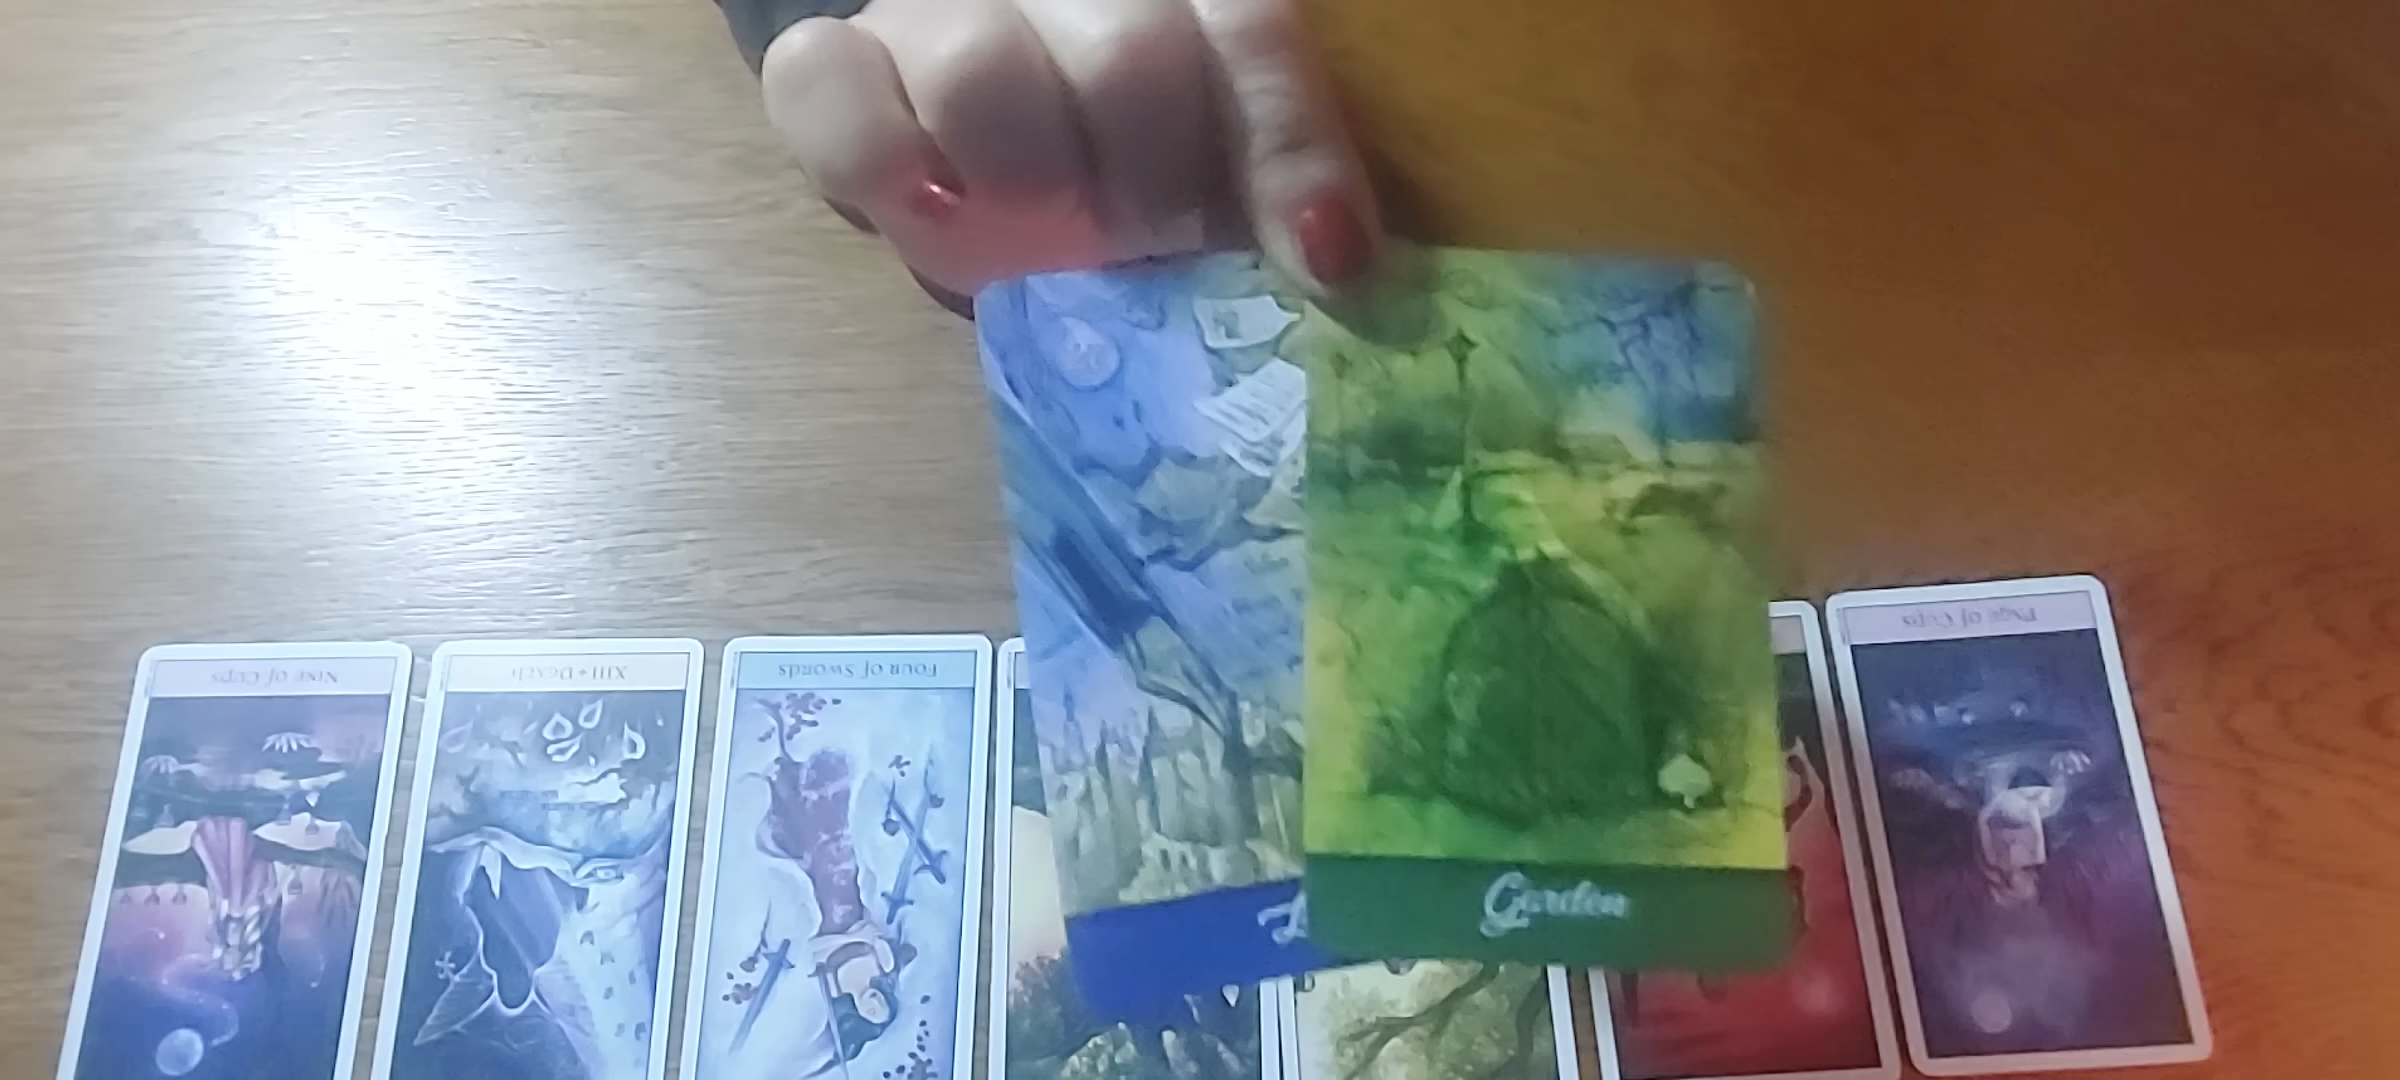 Nine of Cups
XIII • Death
Four of Swords
Page of Cups
Garden